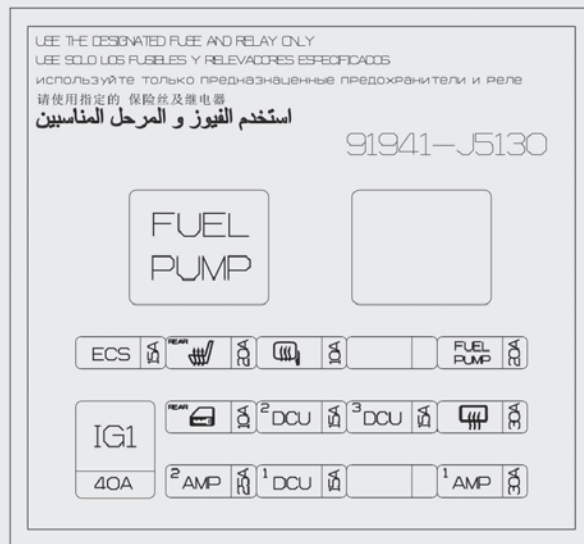 USE THE DESIGNATED FUSE AND RELAY ONLY
USE SOLO LOS FUSIBLES Y RELEVADORES ESPECIFICADOS
используйте только предназнаценные предохранители и реле
请使用指定的 保险丝及继电器
استخدم الفيوز و المرحل المناسبين
91941-J5130
FUEL
PUMP
ECS 15A REAR 20A 10A FUEL PUMP 20A
IG1
40A
REAR 10A 2 DCU 15A 3 DCU 15A 30A
2 AMP 25A 1 DCU 15A 1 AMP 30A